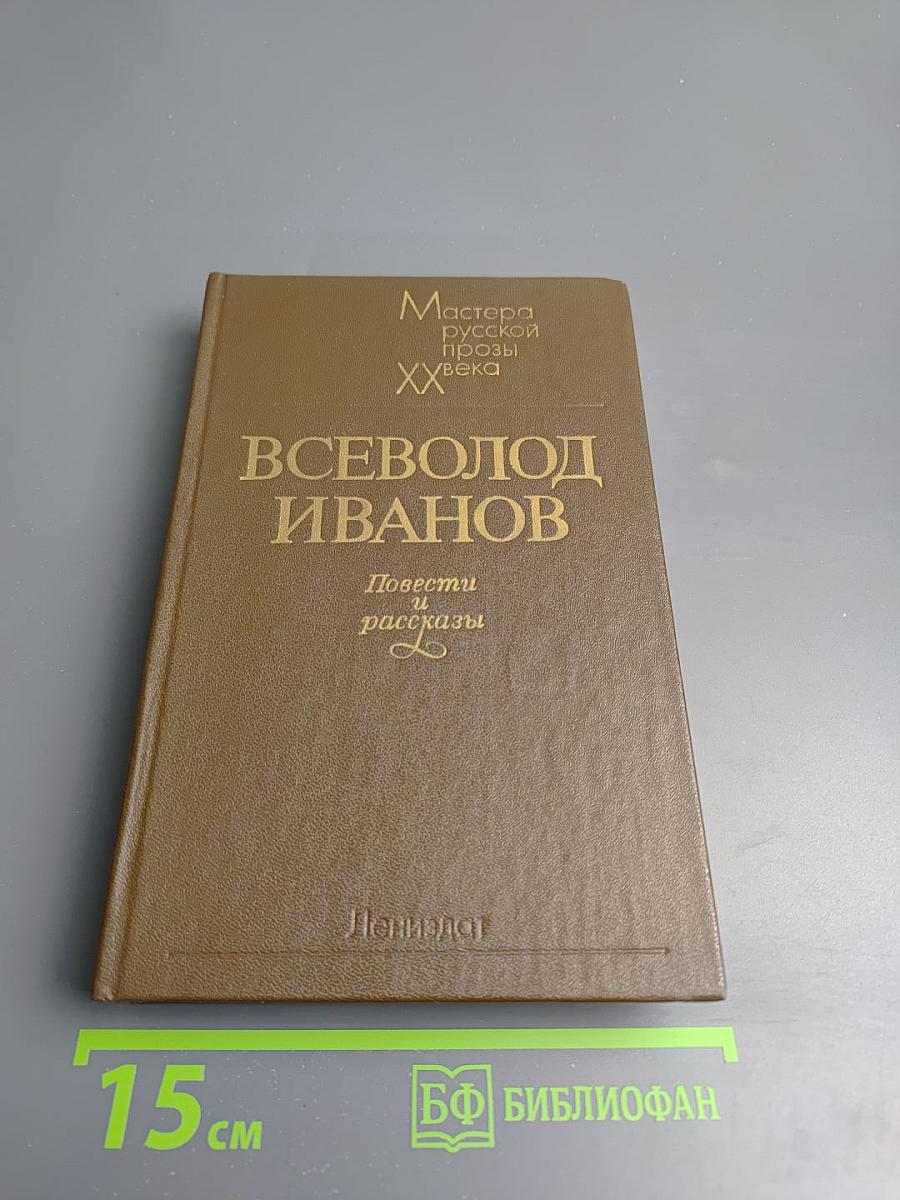 Мастера
русской
прозы
XX века
ВСЕВОЛОД
ИВАНОВ
Повести
и
рассказы
Лениздат
15 см
БФ БИБЛИОФАН